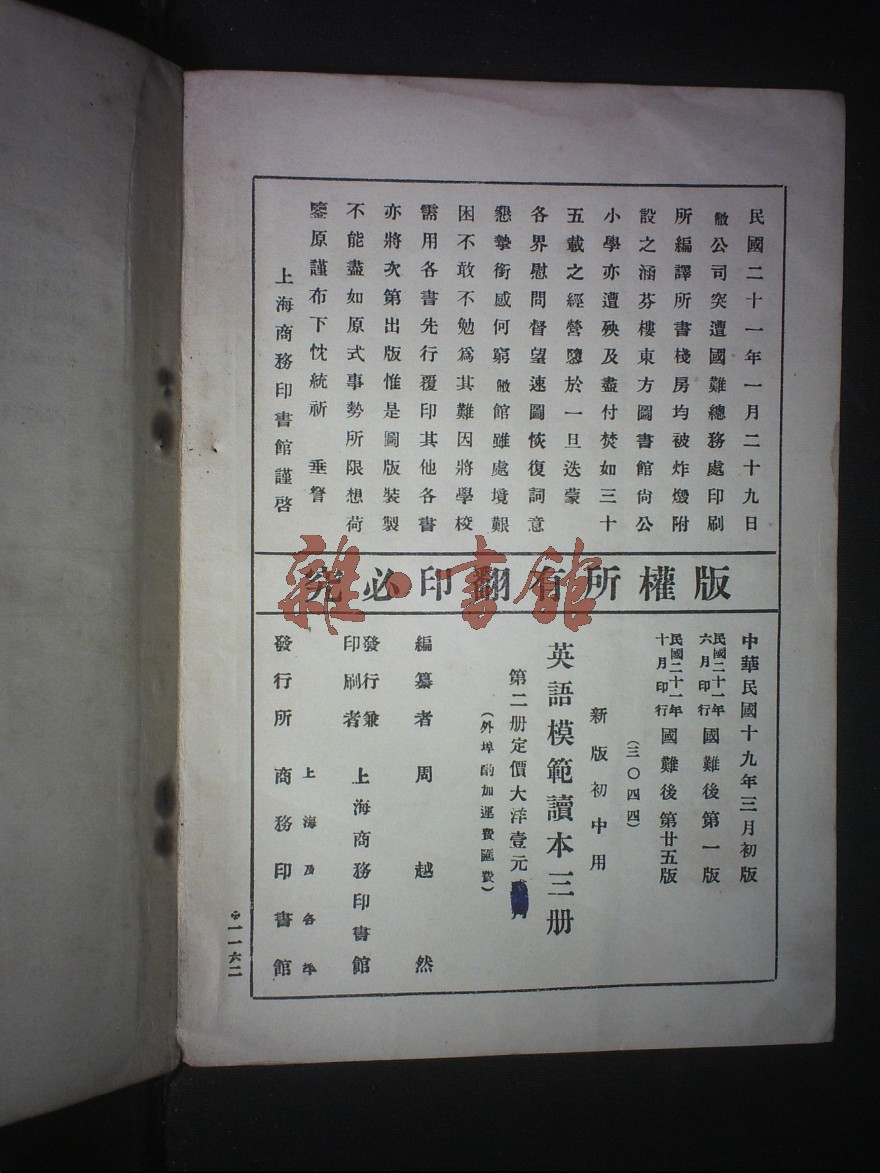 民國二十一年一月二十九日
敝公司突遭國難總務處印刷
所編譯所書棧房均被炸燬附
設之涵芬樓東方圖書館尙公
小學亦遭殃及盡付焚如三十
五載之經營隳於一旦迭蒙
各界慰問督望速圖恢復詞意
懇摯銜感何窮敝館雖處境艱
困不敢不勉爲其難因將學校
需用各書先行覆印其他各書
亦將次第出版惟是圖版裝製
不能盡如原式事勢所限想荷
鑒原謹布下忱統祈 垂詧
上海商務印書館謹啓
版權所有翻印必究
雜·書館
中華民國十九年三月初版
民國二十一年六月印行 國難後第一版
民國二十一年十月印行 國難後第廿五版
(三〇四四)
新版初中用
英語模範讀本三册
第二册定價大洋壹元
(外埠酌加運費匯費)
編纂者 周越然
發行兼印刷者 上海商務印書館
發行所 上海及各埠 商務印書館
一一六二